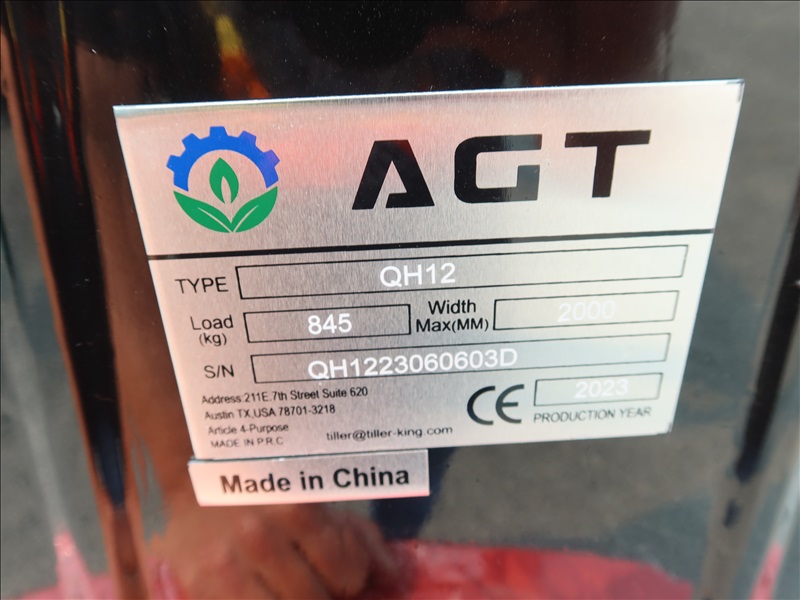 AGT
TYPE QH12
Load (kg) 845 Width Max(MM) 2000
S/N QH1223060603D
Address:211E.7th Street Suite 620
Austin TX,USA 78701-3218
Article 4-Purpose
MADE IN P.R.C
tiller@tiller-king.com
CE 2023
PRODUCTION YEAR
Made in China